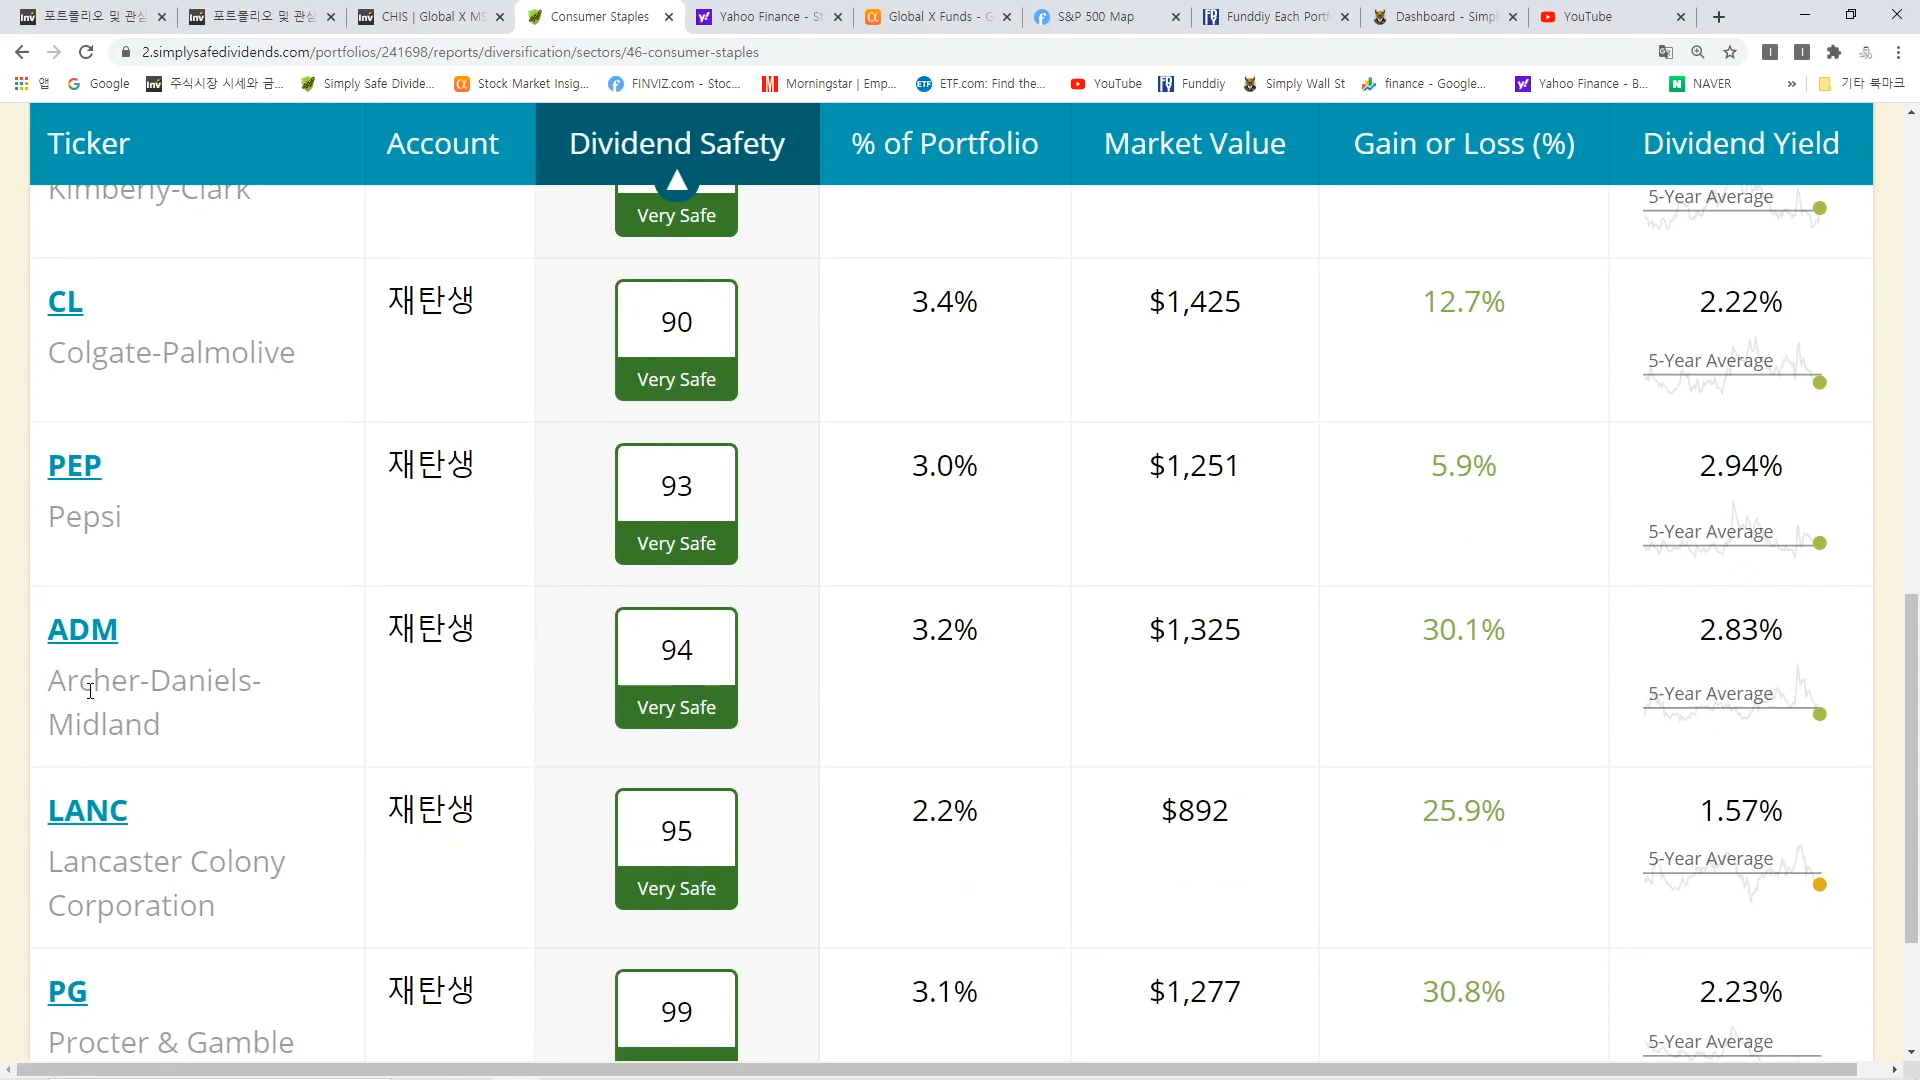 포트폴리오 및 관심
포트폴리오 및 관심
CHIS | Global X MS
Consumer Staples
Yahoo Finance - St
Global X Funds - G
S&P 500 Map
Funddiy Each Portf
Dashboard - Simpl
YouTube
2.simplysafedividends.com/portfolios/241698/reports/diversification/sectors/46-consumer-staples
앱
Google
주식시장 시세와 금...
Simply Safe Divide...
Stock Market Insig...
FINVIZ.com - Stoc...
Morningstar | Emp...
ETF.com: Find the...
YouTube
Funddiy
Simply Wall St
finance - Google...
Yahoo Finance - B...
NAVER
»
기타 북마크
Ticker Account Dividend Safety % of Portfolio Market Value Gain or Loss (%) Dividend Yield
Kimberly-Clark
Very Safe
5-Year Average
CL 재탄생 90 3.4% $1,425 12.7% 2.22%
Colgate-Palmolive
Very Safe
5-Year Average
PEP 재탄생 93 3.0% $1,251 5.9% 2.94%
Pepsi
Very Safe
5-Year Average
ADM 재탄생 94 3.2% $1,325 30.1% 2.83%
Archer-Daniels-
Midland
Very Safe
5-Year Average
LANC 재탄생 95 2.2% $892 25.9% 1.57%
Lancaster Colony
Corporation
Very Safe
5-Year Average
PG 재탄생 99 3.1% $1,277 30.8% 2.23%
Procter & Gamble
5-Year Average